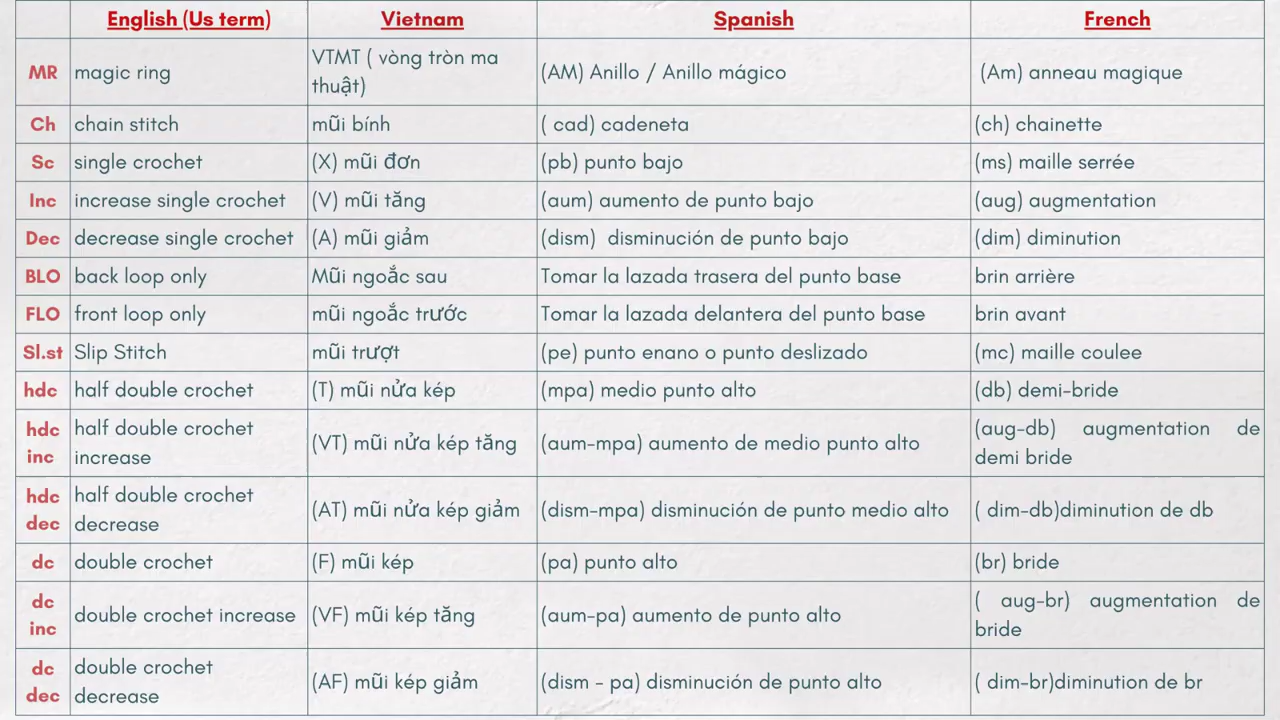 English (Us term) Vietnam Spanish French
MR magic ring VTMT ( vòng tròn ma thuật) (AM) Anillo / Anillo mágico (Am) anneau magique
Ch chain stitch mũi bính (cad) cadeneta (ch) chainette
Sc single crochet (X) mũi đơn (pb) punto bajo (ms) maille serrée
Inc increase single crochet (V) mũi tăng (aum) aumento de punto bajo (aug) augmentation
Dec decrease single crochet (A) mũi giảm (dism) disminución de punto bajo (dim) diminution
BLO back loop only Mũi ngoắc sau Tomar la lazada trasera del punto base brin arrière
FLO front loop only mũi ngoắc trước Tomar la lazada delantera del punto base brin avant
Sl.st Slip Stitch mũi trượt (pe) punto enano o punto deslizado (mc) maille coulee
hdc half double crochet (T) mũi nửa kép (mpa) medio punto alto (db) demi-bride
hdc inc half double crochet increase (VT) mũi nửa kép tăng (aum-mpa) aumento de medio punto alto (aug-db) augmentation de demi bride
hdc dec half double crochet decrease (AT) mũi nửa kép giảm (dism-mpa) disminución de punto medio alto ( dim-db)diminution de db
dc double crochet (F) mũi kép (pa) punto alto (br) bride
dc inc double crochet increase (VF) mũi kép tăng (aum-pa) aumento de punto alto ( aug-br) augmentation de bride
dc dec double crochet decrease (AF) mũi kép giảm (dism - pa) disminución de punto alto ( dim-br)diminution de br